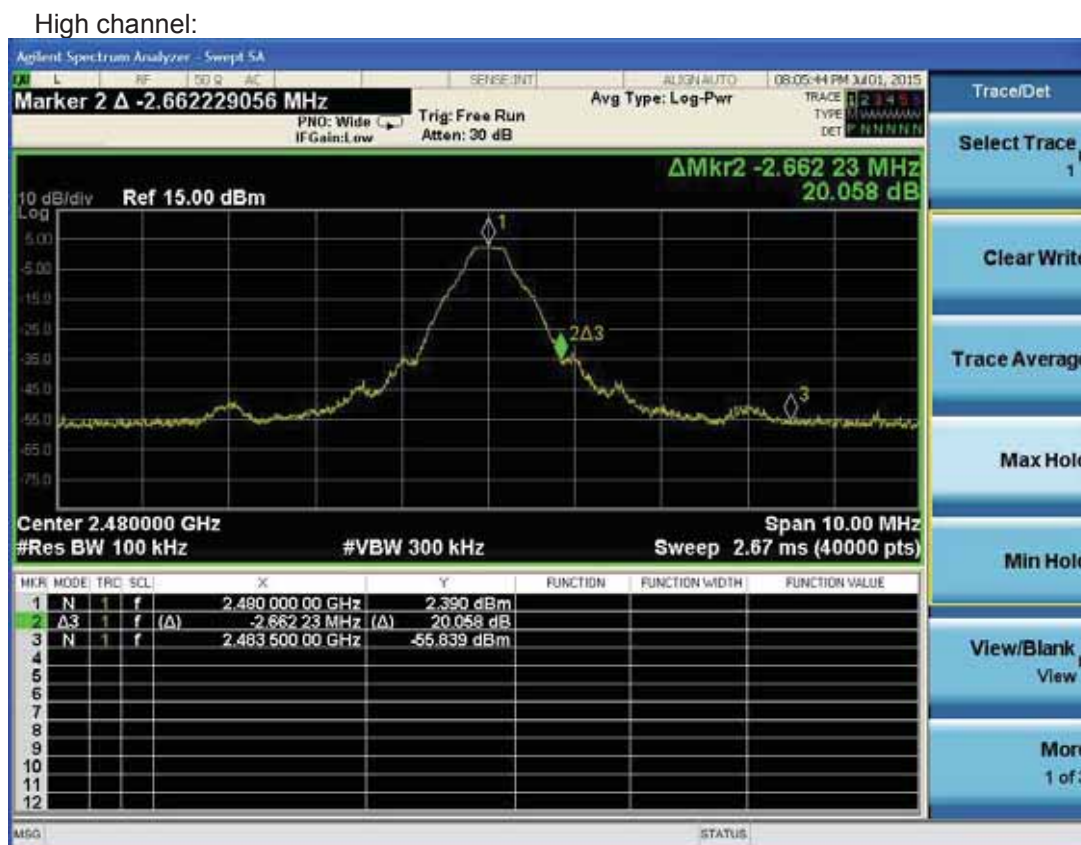 High channel:
Agilent Spectrum Analyzer - Swept SA
L RF 50 Ω AC SENSE:INT ALIGN AUTO 08:05:44 PM Jul 01, 2015
Marker 2 Δ -2.662229056 MHz
PNO: Wide
IFGain:Low
Trig: Free Run
Atten: 30 dB
Avg Type: Log-Pwr
TRACE 1 2 3 4 5 6
TYPE M WWWWW
DET P N N N N N
ΔMkr2 -2.662 23 MHz
20.058 dB
10 dB/div Ref 15.00 dBm
Log
5.00
-5.00
-15.0
-25.0
-35.0
-45.0
-55.0
-65.0
-75.0
1
2Δ3
3
Center 2.480000 GHz Span 10.00 MHz
#Res BW 100 kHz #VBW 300 kHz Sweep 2.67 ms (40000 pts)
MKR MODE TRC SCL X Y FUNCTION FUNCTION WIDTH FUNCTION VALUE
1 N 1 f 2.480 000 00 GHz 2.390 dBm
2 Δ3 1 f (Δ) -2.662 23 MHz (Δ) 20.058 dB
3 N 1 f 2.483 500 00 GHz -55.839 dBm
4
5
6
7
8
9
10
11
12
MSG STATUS
Trace/Det
Select Trace
1
Clear Write
Trace Average
Max Hold
Min Hold
View/Blank
View
More
1 of 3